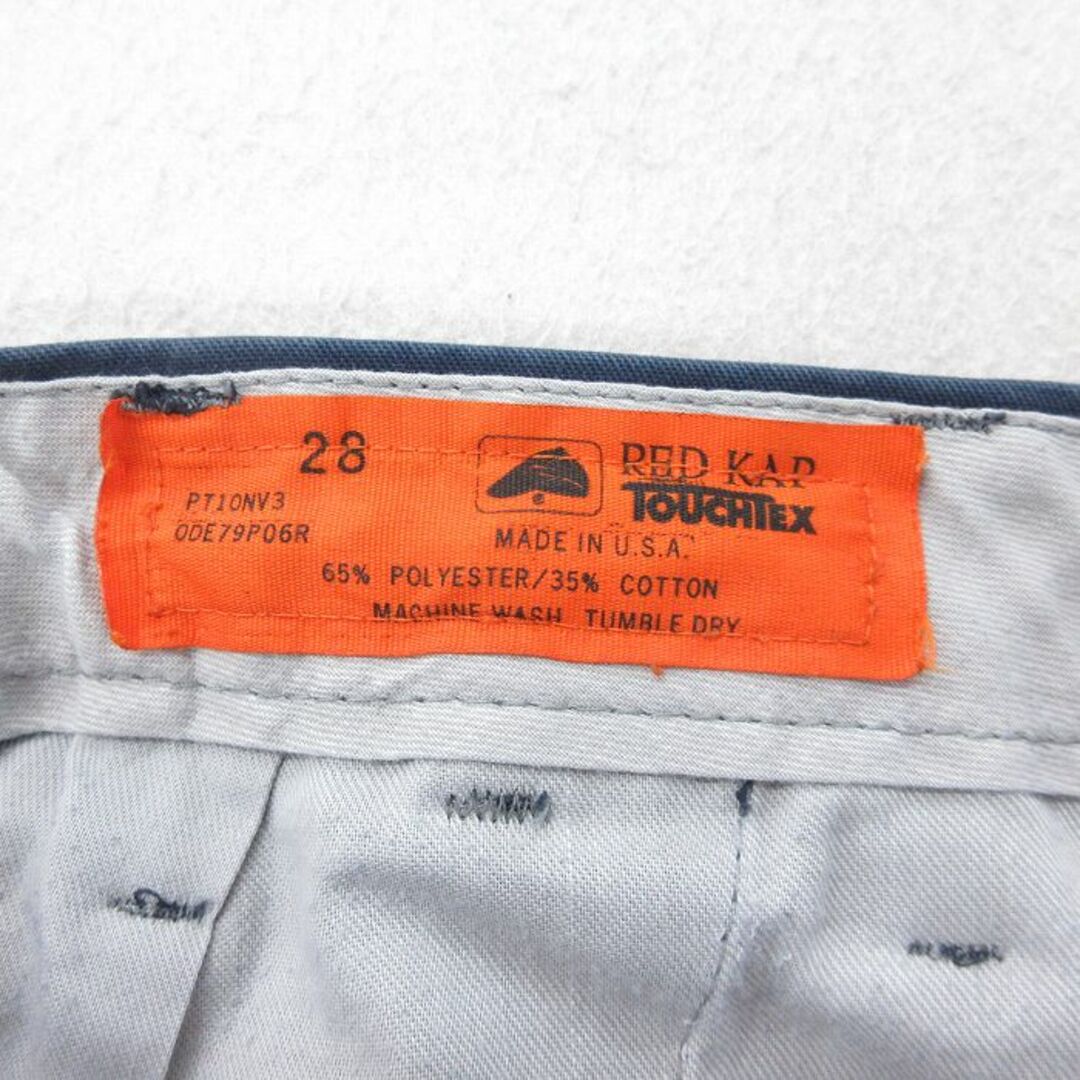 28
RED KAP
TOUCHTEX
PT10NV3
ODE79P06R
MADE IN U.S.A.
65% POLYESTER/35% COTTON
MACHINE WASH TUMBLE DRY